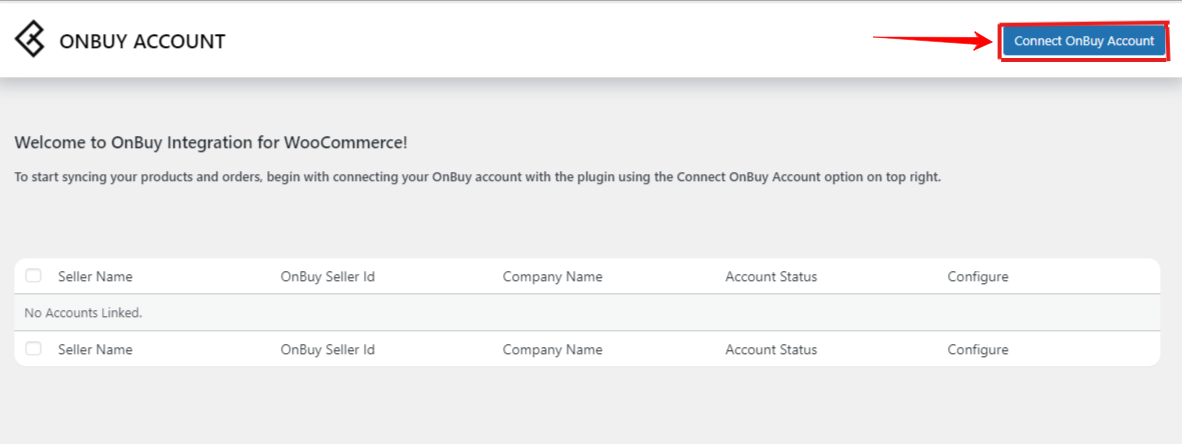 ONBUY ACCOUNT
Connect OnBuy Account
Welcome to OnBuy Integration for WooCommerce!
To start syncing your products and orders, begin with connecting your OnBuy account with the plugin using the Connect OnBuy Account option on top right.
Seller Name OnBuy Seller Id Company Name Account Status Configure
No Accounts Linked.
Seller Name OnBuy Seller Id Company Name Account Status Configure